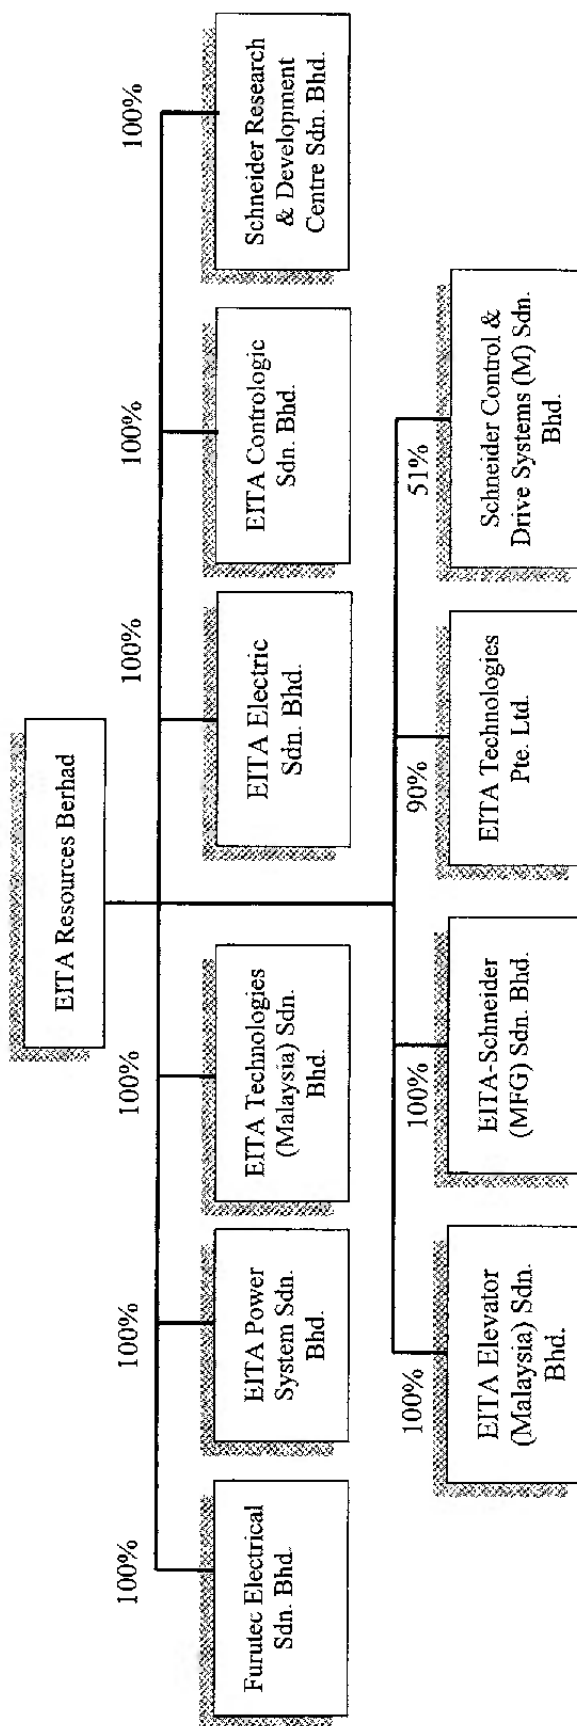 EITA Resources Berhad
100%
100%
100%
100%
100%
100%
Furutec Electrical
Sdn. Bhd.
EITA Power
System Sdn.
Bhd.
EITA Technologies
(Malaysia) Sdn.
Bhd.
EITA Electric
Sdn. Bhd.
EITA Contrologic
Sdn. Bhd.
Schneider Research
& Development
Centre Sdn. Bhd.
100%
100%
90%
51%
EITA Elevator
(Malaysia) Sdn.
Bhd.
EITA-Schneider
(MFG) Sdn. Bhd.
EITA Technologies
Pte. Ltd.
Schneider Control &
Drive Systems (M) Sdn.
Bhd.